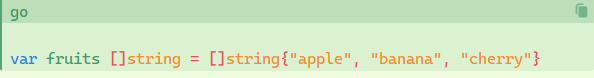 go
var fruits []string = []string{"apple", "banana", "cherry"}